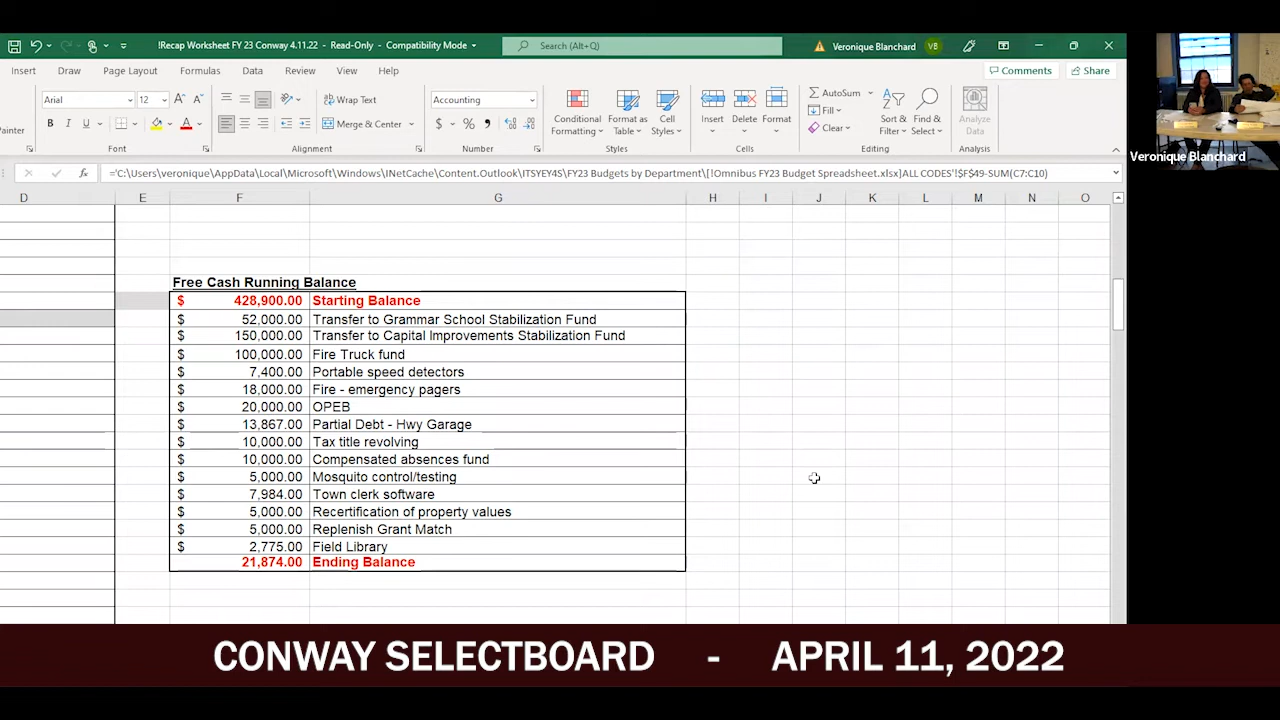 !Recap Worksheet FY 23 Conway 4.11.22 - Read-Only - Compatibility Mode
Search (Alt+Q)
Veronique Blanchard VB
Insert Draw Page Layout Formulas Data Review View Help
Comments Share
Arial 12 A A
Wrap Text
Accounting
Conditional Formatting
Format as Table
Cell Styles
Insert Delete Format
AutoSum
Fill
Clear
Sort & Filter
Find & Select
Analyze Data
Painter
B I U A
Merge & Center
$ % ,
Font Alignment Number Styles Cells Editing Analysis
Veronique Blanchard
fx ='C:\Users\veronique\AppData\Local\Microsoft\Windows\INetCache\Content.Outlook\ITSYEY4S\FY23 Budgets by Department\[!Omnibus FY23 Budget Spreadsheet.xlsx]ALL CODES'!$F$49-SUM(C7:C10)
D E F G H I J K L M N O
Free Cash Running Balance
$ 428,900.00 Starting Balance
$ 52,000.00 Transfer to Grammar School Stabilization Fund
$ 150,000.00 Transfer to Capital Improvements Stabilization Fund
$ 100,000.00 Fire Truck fund
$ 7,400.00 Portable speed detectors
$ 18,000.00 Fire - emergency pagers
$ 20,000.00 OPEB
$ 13,867.00 Partial Debt - Hwy Garage
$ 10,000.00 Tax title revolving
$ 10,000.00 Compensated absences fund
$ 5,000.00 Mosquito control/testing
$ 7,984.00 Town clerk software
$ 5,000.00 Recertification of property values
$ 5,000.00 Replenish Grant Match
$ 2,775.00 Field Library
21,874.00 Ending Balance
CONWAY SELECTBOARD - APRIL 11, 2022